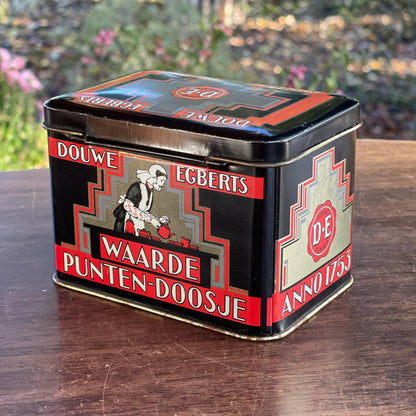 EGBERTS
D·E
DOUWE
DOUWE EGBERTS
WAARDE
PUNTEN-DOOSJE
D·E
ANNO 1753